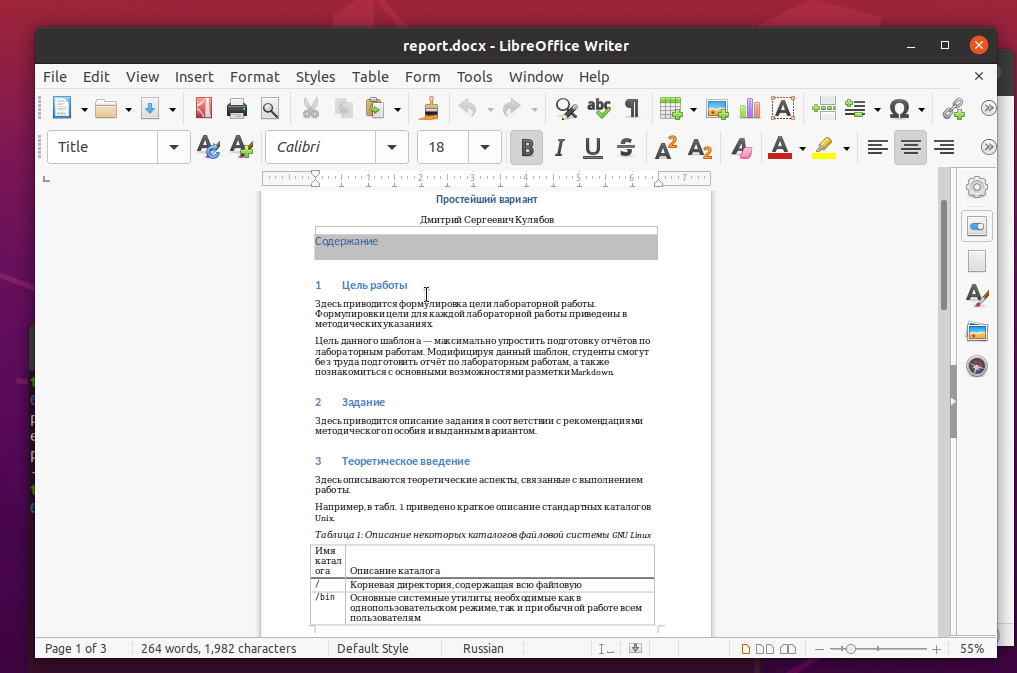 report.docx - LibreOffice Writer
File Edit View Insert Format Styles Table Form Tools Window Help
Title Calibri 18
1 2 3 4 5 6 7
Простейший вариант
Дмитрий Сергеевич Кулябов
Содержание
1 Цель работы
Здесь приводится формулировка цели лабораторной работы.
Формулировки цели для каждой лабораторной работы приведены в
методических указаниях.
Цель данного шаблона — максимально упростить подготовку отчётов по
лабораторным работам. Модифицируя данный шаблон, студенты смогут
без труда подготовить отчёт по лабораторным работам, а также
познакомиться с основными возможностями разметки Markdown.
2 Задание
Здесь приводится описание задания в соответствии с рекомендациями
методического пособия и выданным вариантом.
3 Теоретическое введение
Здесь описываются теоретические аспекты, связанные с выполнением
работы.
Например, в табл. 1 приведено краткое описание стандартных каталогов
Unix.
Таблица 1: Описание некоторых каталогов файловой системы GNU Linux
Имя
катал
ога Описание каталога
/ Корневая директория, содержащая всю файловую
/bin Основные системные утилиты, необходимые как в
однопользовательском режиме, так и при обычной работе всем
пользователям
Page 1 of 3 264 words, 1,982 characters Default Style Russian 55%